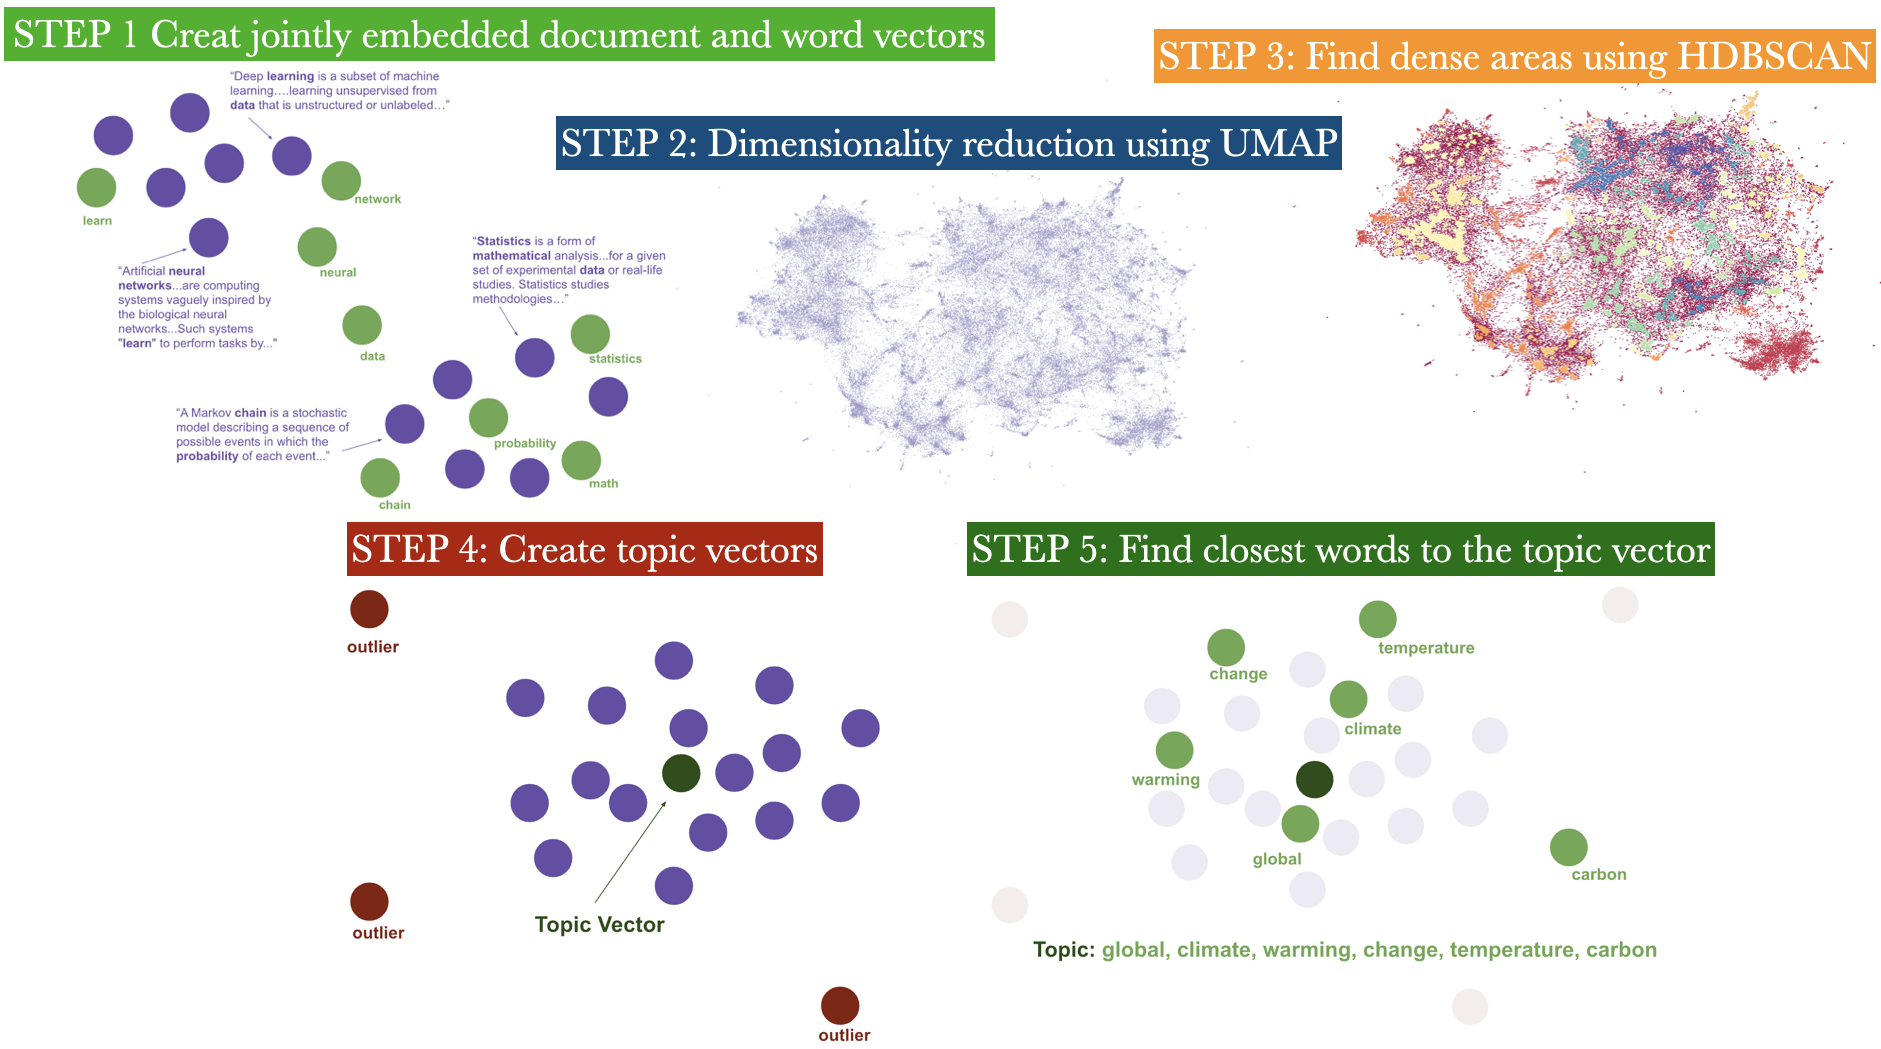 STEP 1 Creat jointly embedded document and word vectors
“Deep learning is a subset of machine
learning….learning unsupervised from
data that is unstructured or unlabeled…”
network
learn
neural
“Artificial neural
networks...are computing
systems vaguely inspired by
the biological neural
networks...Such systems
"learn" to perform tasks by..."
data
“Statistics is a form of
mathematical analysis...for a given
set of experimental data or real-life
studies. Statistics studies
methodologies…”
statistics
“A Markov chain is a stochastic
model describing a sequence of
possible events in which the
probability of each event...”
probability
math
chain
STEP 2: Dimensionality reduction using UMAP
STEP 3: Find dense areas using HDBSCAN
STEP 4: Create topic vectors
outlier
Topic Vector
outlier
outlier
STEP 5: Find closest words to the topic vector
temperature
change
climate
warming
global
carbon
Topic: global, climate, warming, change, temperature, carbon